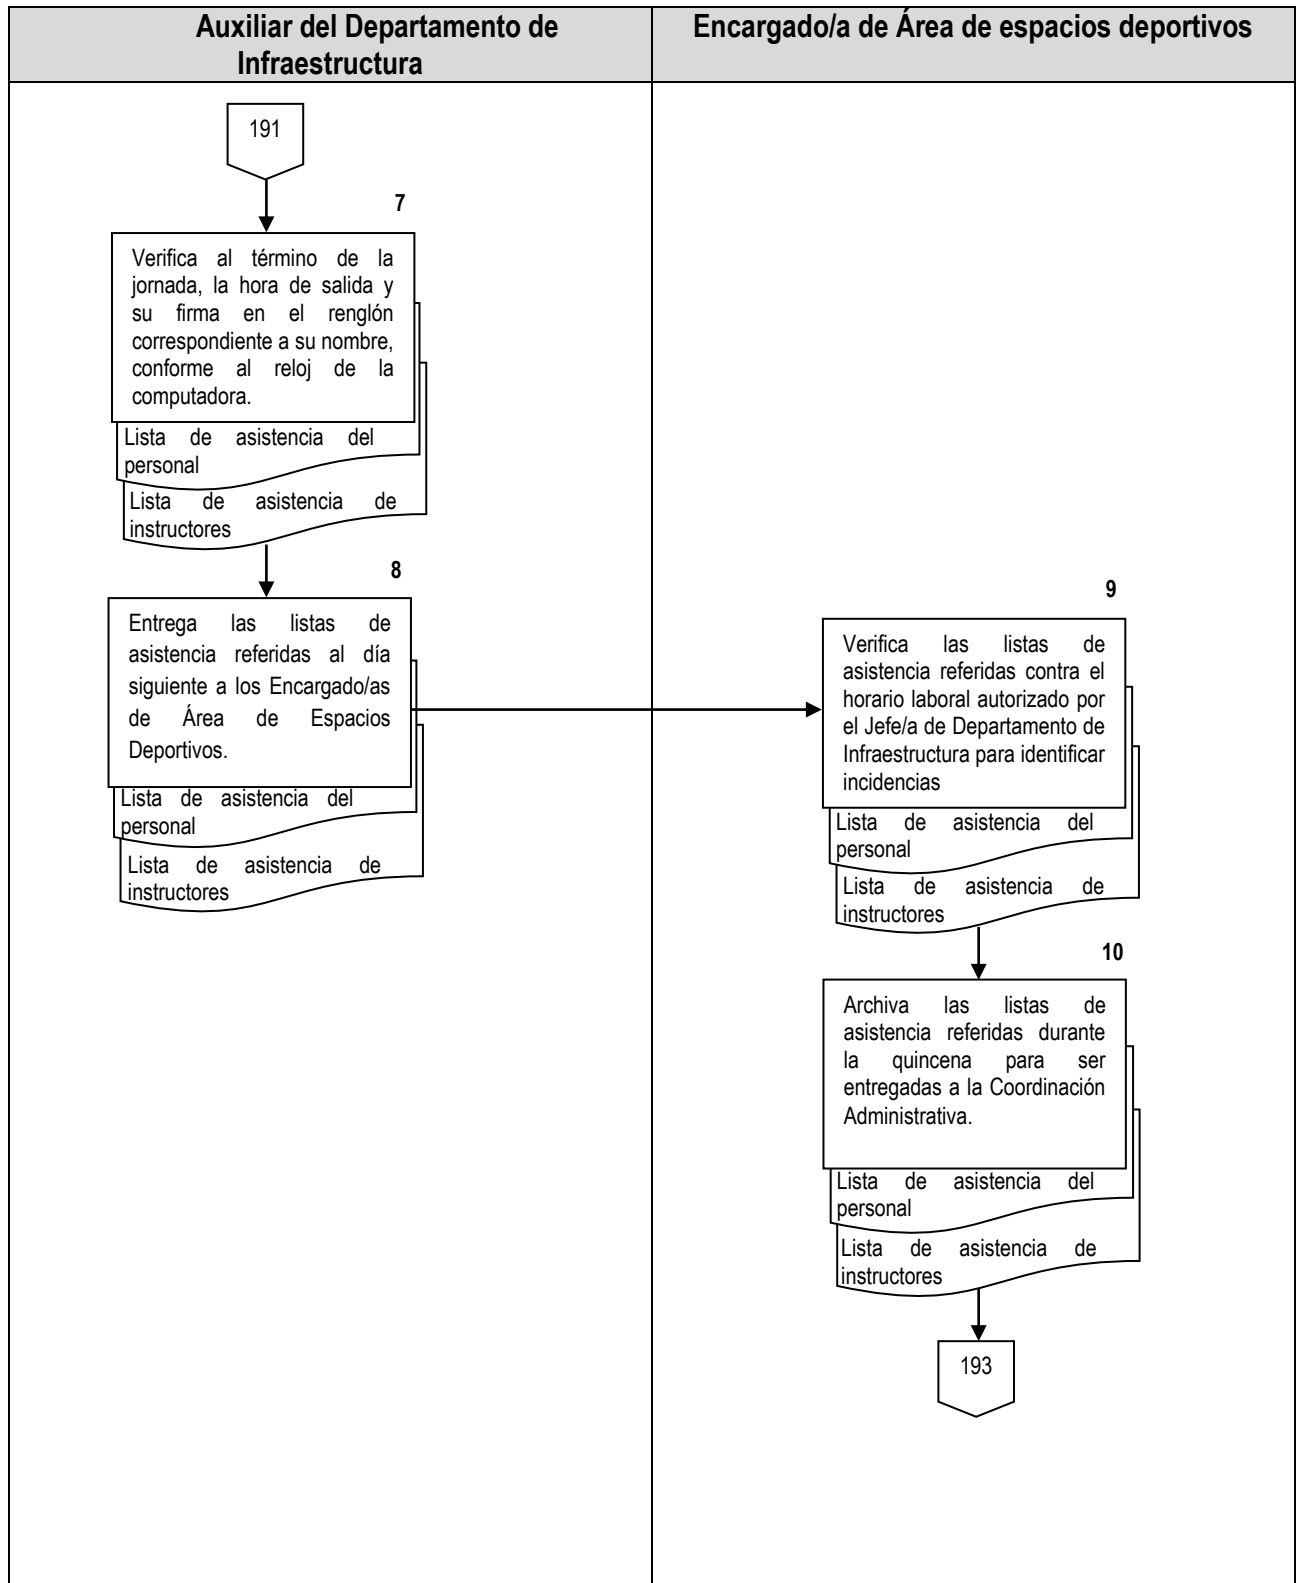 Auxiliar del Departamento de
Infraestructura
Encargado/a de Área de espacios deportivos
191
7
Verifica al término de la
jornada, la hora de salida y
su firma en el renglón
correspondiente a su nombre,
conforme al reloj de la
computadora.
Lista de asistencia del
personal
Lista de asistencia de
instructores
8
Entrega las listas de
asistencia referidas al día
siguiente a los Encargado/as
de Área de Espacios
Deportivos.
Lista de asistencia del
personal
Lista de asistencia de
instructores
9
Verifica las listas de
asistencia referidas contra el
horario laboral autorizado por
el Jefe/a de Departamento de
Infraestructura para identificar
incidencias
Lista de asistencia del
personal
Lista de asistencia de
instructores
10
Archiva las listas de
asistencia referidas durante
la quincena para ser
entregadas a la Coordinación
Administrativa.
Lista de asistencia del
personal
Lista de asistencia de
instructores
193